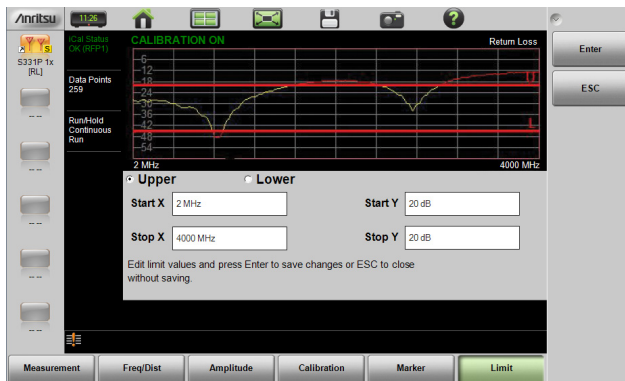 Anritsu
11:26
?
iCal Status
OK (RFP1)
CALIBRATION ON
Return Loss
Enter
S331P 1x
[RL]
S
Data Points
259
ESC
Run/Hold
Continuous
Run
6
12
18
24
30
36
42
48
54
U
L
2 MHz
4000 MHz
-- --
-- --
-- --
-- --
-- --
Upper
Lower
Start X
2 MHz
Start Y
20 dB
Stop X
4000 MHz
Stop Y
20 dB
Edit limit values and press Enter to save changes or ESC to close
without saving.
Measurement
Freq/Dist
Amplitude
Calibration
Marker
Limit